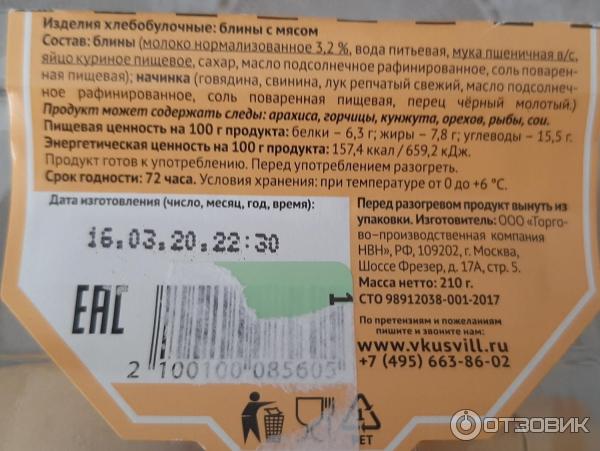 Изделия хлебобулочные: блины с мясом
Состав: блины (молоко нормализованное 3,2 %, вода питьевая, мука пшеничная в/с,
яйцо куриное пищевое, сахар, масло подсолнечное рафинированное, соль поварен-
ная пищевая); начинка (говядина, свинина, лук репчатый свежий, масло подсолнеч-
ное рафинированное, соль поваренная пищевая, перец чёрный молотый.)
Продукт может содержать следы: арахиса, горчицы, кунжута, орехов, рыбы, сои.
Пищевая ценность на 100 г продукта: белки – 6,3 г; жиры – 7,8 г; углеводы – 15,5 г.
Энергетическая ценность на 100 г продукта: 157,4 ккал / 659,2 кДж.
Продукт готов к употреблению. Перед употреблением разогреть.
Срок годности: 72 часа. Условия хранения: при температуре от 0 до +6 °С.
Дата изготовления (число, месяц, год, время):
16.03.20.22:30
Перед разогревом продукт вынуть из
упаковки. Изготовитель: ООО «Торго-
во–производственная компания
НВН», РФ, 109202, г. Москва,
Шоссе Фрезер, д. 17А, стр. 5.
Масса нетто: 210 г.
СТО 98912038-001-2017
По претензиям и пожеланиям
пишите и звоните нам:
www.vkusvill.ru
+7 (495) 663-86-02
EAC
1
2 100100 085605
1
НЕТ
ОТЗОВИК